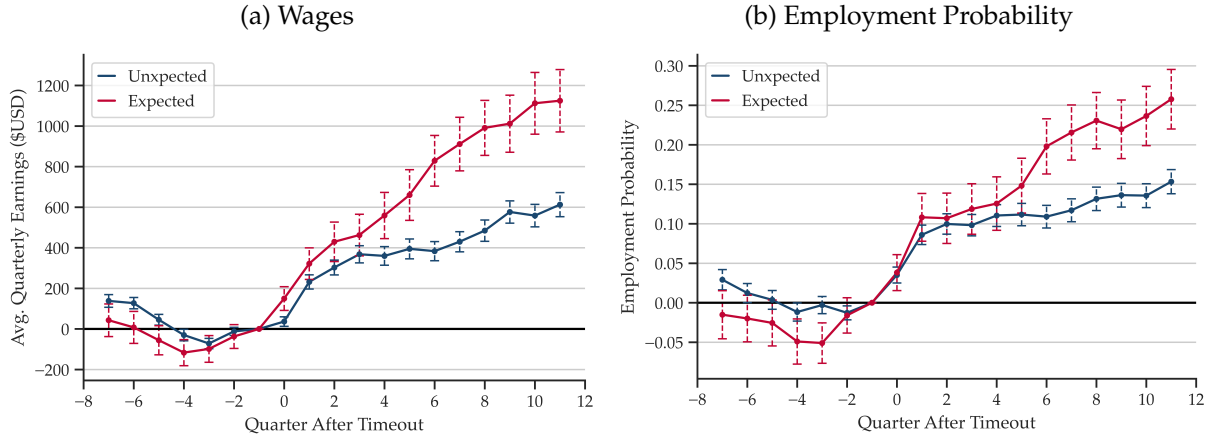 (a) Wages
Unxpected
Expected
Avg. Quarterly Earnings ($USD)
1200
1000
800
600
400
200
0
−200
−8 −6 −4 −2 0 2 4 6 8 10 12
Quarter After Timeout
(b) Employment Probability
Unxpected
Expected
Employment Probability
0.30
0.25
0.20
0.15
0.10
0.05
0.00
−0.05
−8 −6 −4 −2 0 2 4 6 8 10 12
Quarter After Timeout